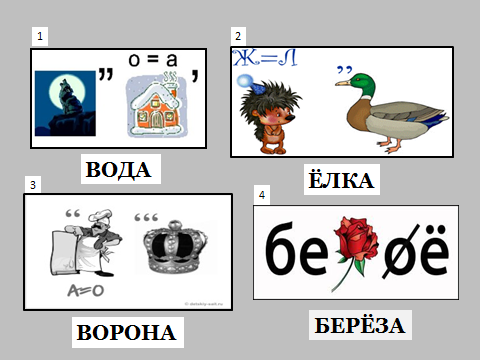 1
„ о = а ,
ВОДА
2
Ж=Л ,,
ЁЛКА
3
“ “‘
А=О
ВОРОНА
4
бе øё
БЕРЁЗА